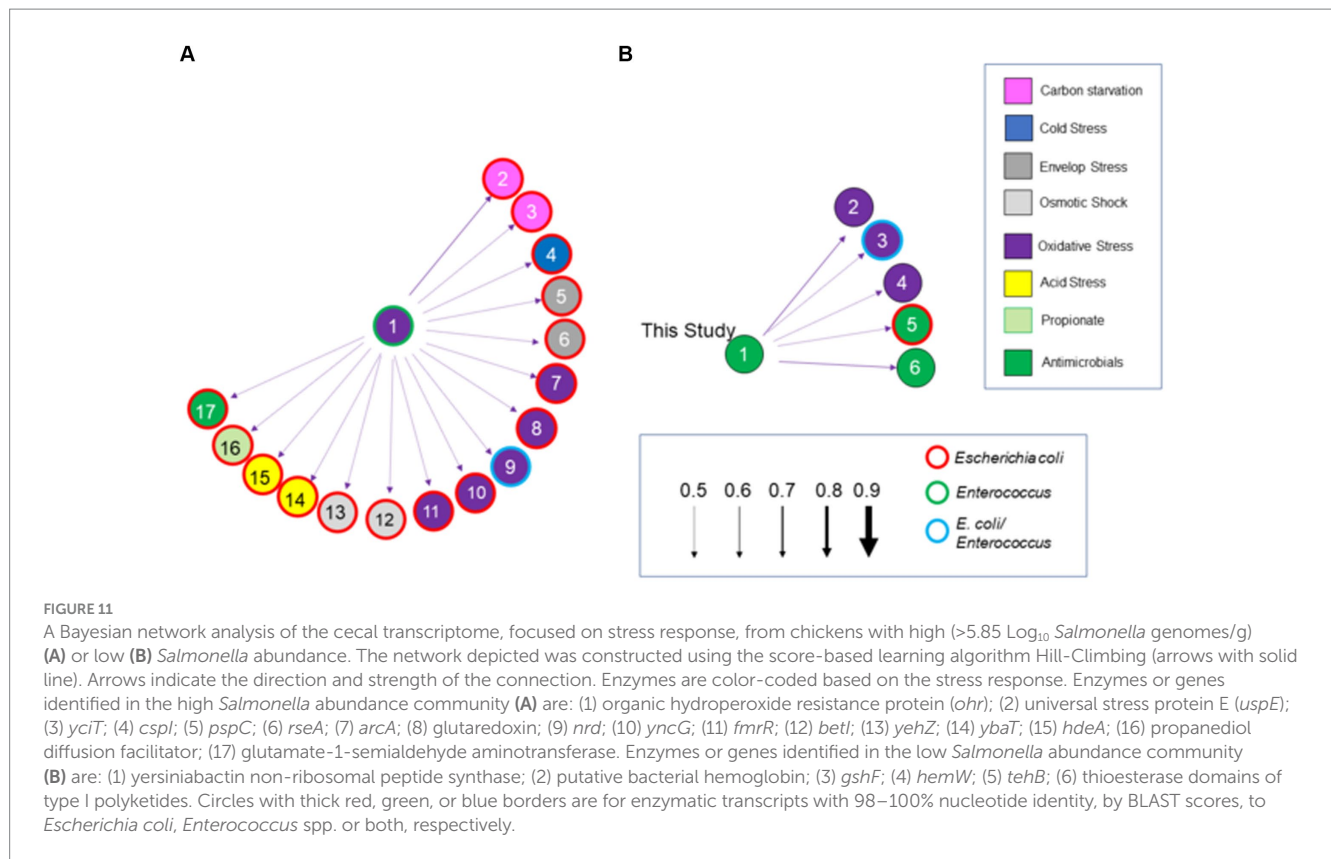 A
B
2
3
4
5
6
7
8
9
10
11
12
13
14
15
16
17
1
This Study
1
2
3
4
5
6
Carbon starvation
Cold Stress
Envelop Stress
Osmotic Shock
Oxidative Stress
Acid Stress
Propionate
Antimicrobials
0.5 0.6 0.7 0.8 0.9
Escherichia coli
Enterococcus
E. coli/
Enterococcus
FIGURE 11
A Bayesian network analysis of the cecal transcriptome, focused on stress response, from chickens with high (>5.85 Log₁₀ Salmonella genomes/g)
(A) or low (B) Salmonella abundance. The network depicted was constructed using the score-based learning algorithm Hill-Climbing (arrows with solid
line). Arrows indicate the direction and strength of the connection. Enzymes are color-coded based on the stress response. Enzymes or genes
identified in the high Salmonella abundance community (A) are: (1) organic hydroperoxide resistance protein (ohr); (2) universal stress protein E (uspE);
(3) yciT; (4) cspI; (5) pspC; (6) rseA; (7) arcA; (8) glutaredoxin; (9) nrd; (10) yncG; (11) fmrR; (12) betI; (13) yehZ; (14) ybaT; (15) hdeA; (16) propanediol
diffusion facilitator; (17) glutamate-1-semialdehyde aminotransferase. Enzymes or genes identified in the low Salmonella abundance community
(B) are: (1) yersiniabactin non-ribosomal peptide synthase; (2) putative bacterial hemoglobin; (3) gshF; (4) hemW; (5) tehB; (6) thioesterase domains of
type I polyketides. Circles with thick red, green, or blue borders are for enzymatic transcripts with 98–100% nucleotide identity, by BLAST scores, to
Escherichia coli, Enterococcus spp. or both, respectively.